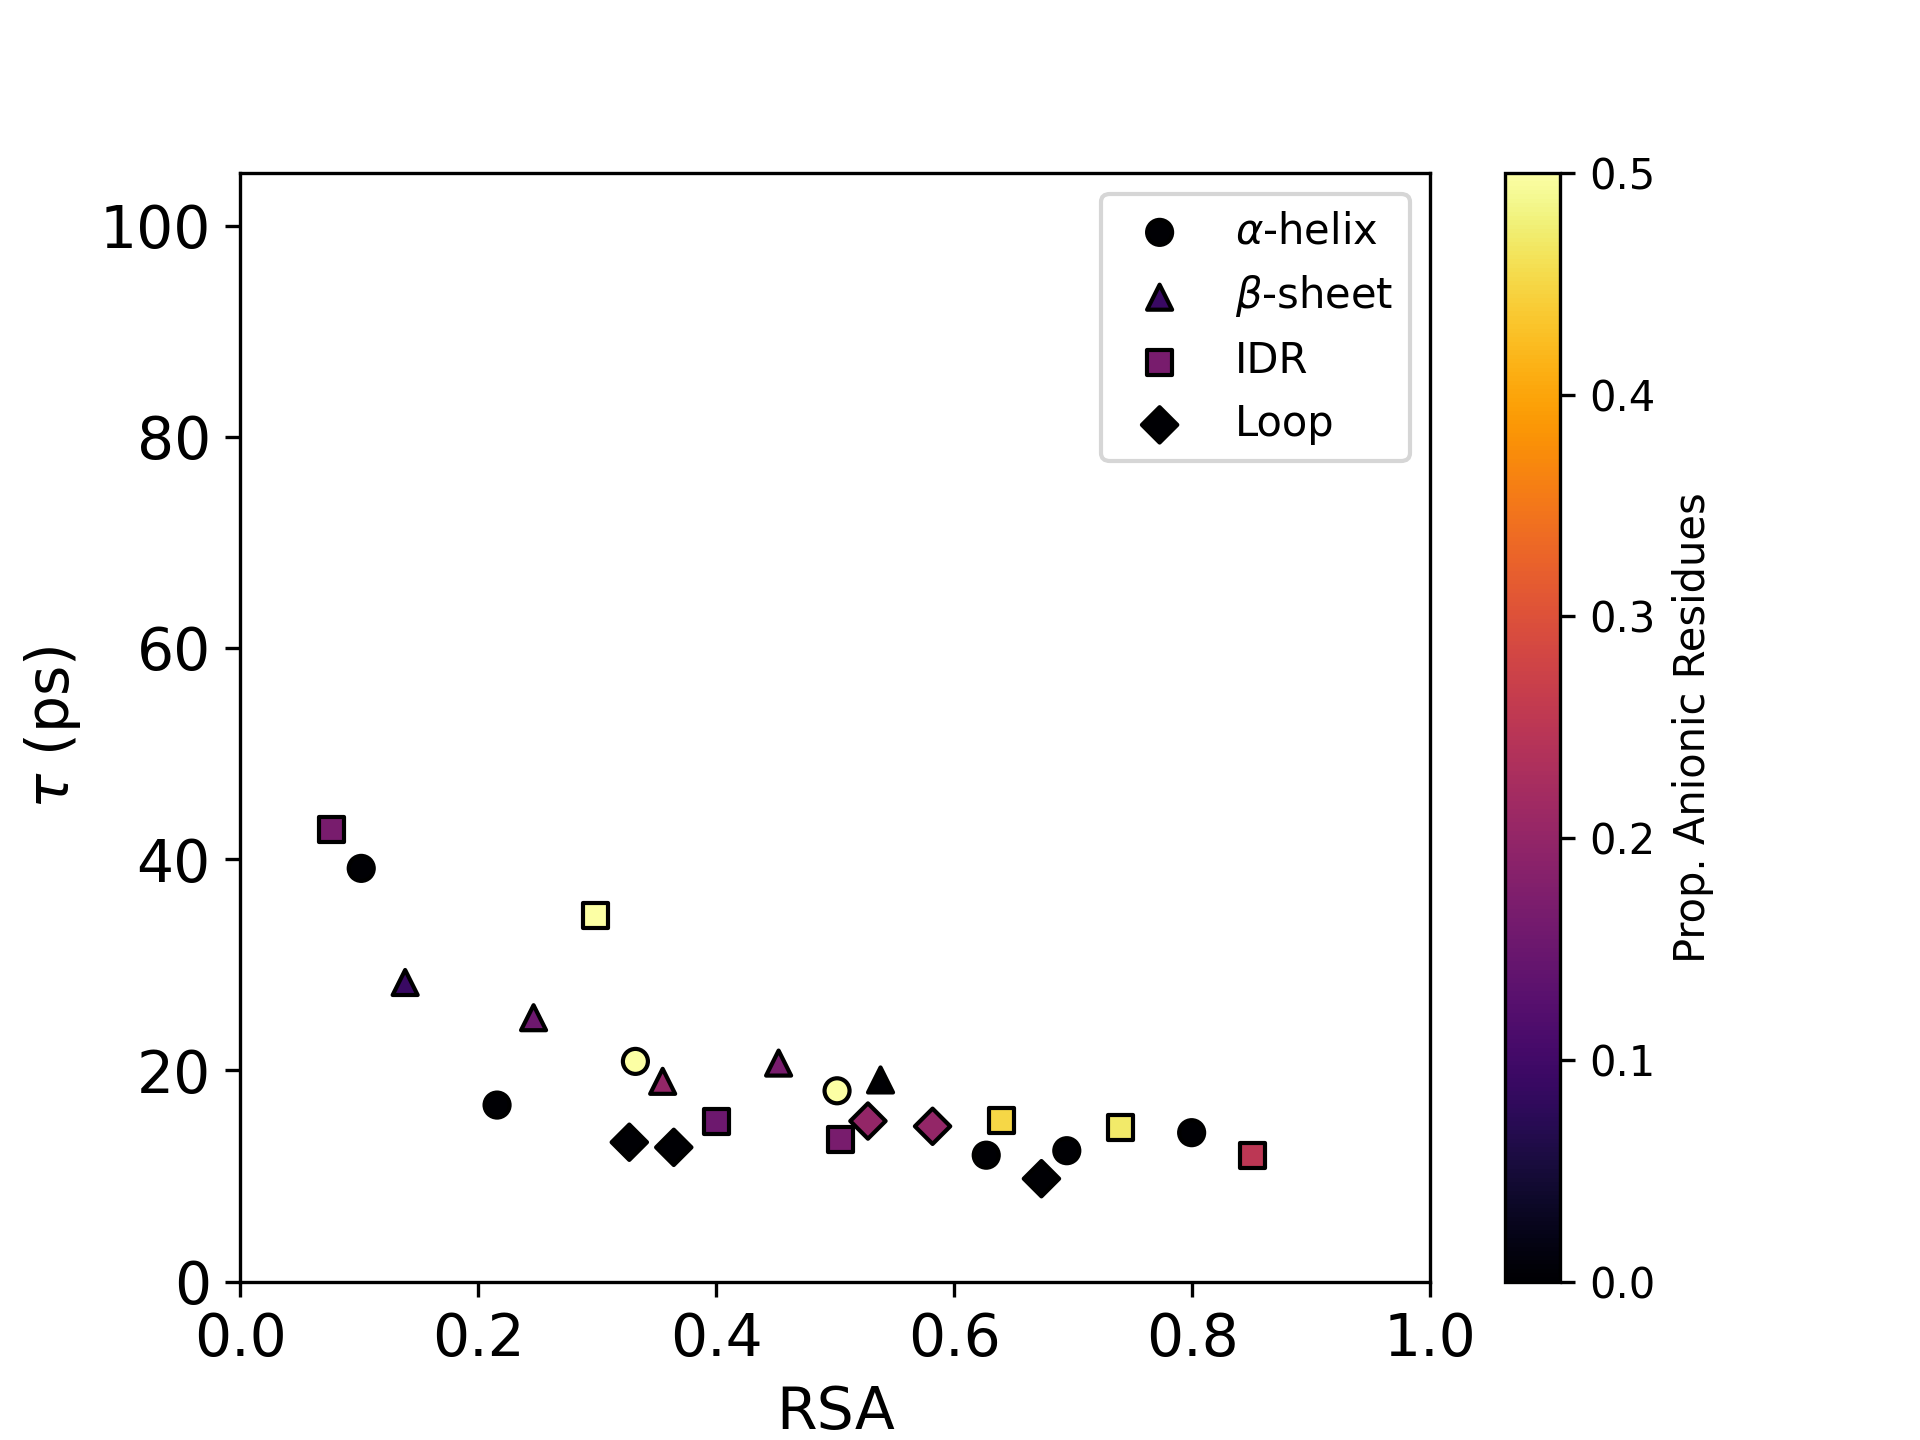 100
80
60
40
20
0
τ (ps)
0.0 0.2 0.4 0.6 0.8 1.0
RSA
α-helix
β-sheet
IDR
Loop
0.5
0.4
0.3
0.2
0.1
0.0
Prop. Anionic Residues